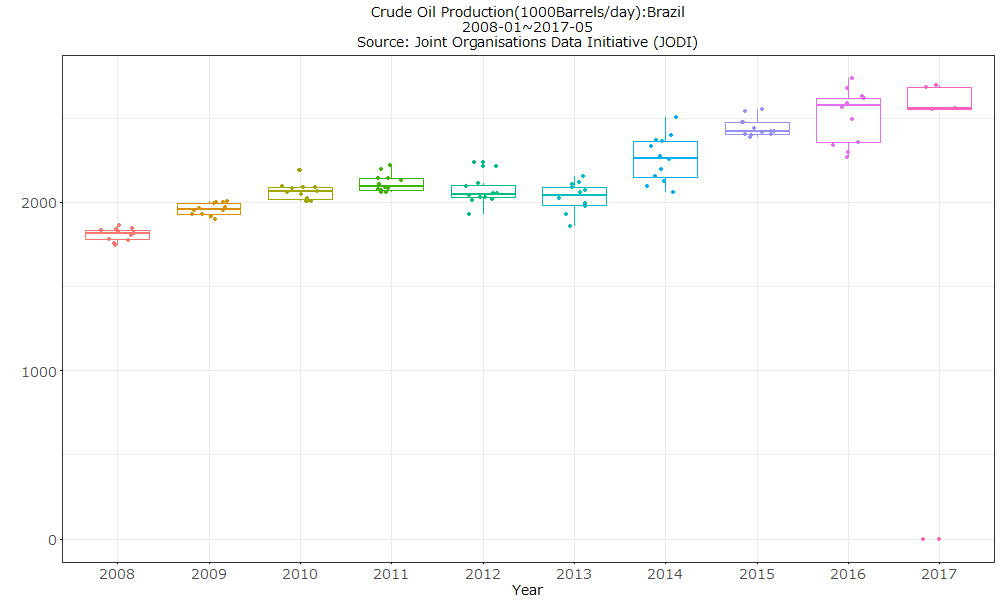 Crude Oil Production(1000Barrels/day):Brazil
2008-01~2017-05
Source: Joint Organisations Data Initiative (JODI)
2000
1000
0
2008 2009 2010 2011 2012 2013 2014 2015 2016 2017
Year